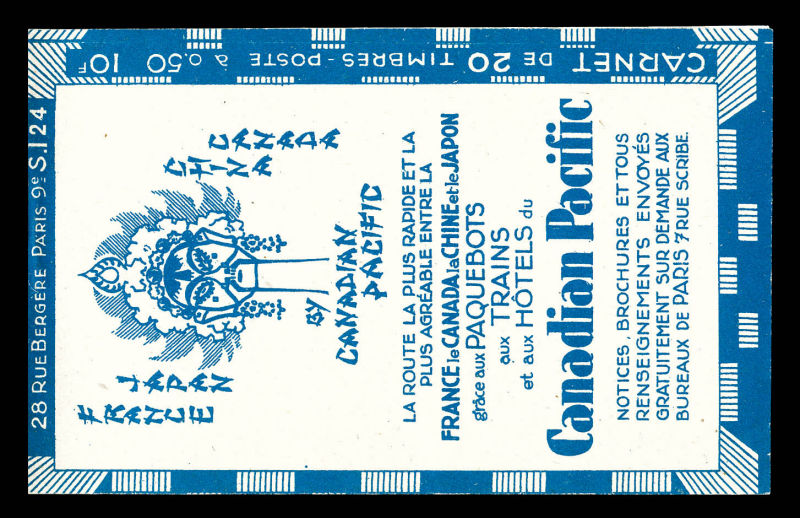 28 RUE BERGÈRE PARIS 9e S.I 24
CARNET DE 20 TIMBRES-POSTE à 0.50 10F
FRANCE
JAPAN
CHINA
CANADA
BY
CANADIAN
PACIFIC
LA ROUTE LA PLUS RAPIDE ET LA
PLUS AGRÉABLE ENTRE LA
FRANCE le CANADA la CHINE et le JAPON
grâce aux PAQUEBOTS
aux TRAINS
et aux HÔTELS du
Canadian Pacific
NOTICES, BROCHURES ET TOUS
RENSEIGNEMENTS ENVOYÉS
GRATUITEMENT SUR DEMANDE AUX
BUREAUX DE PARIS 7 RUE SCRIBE.